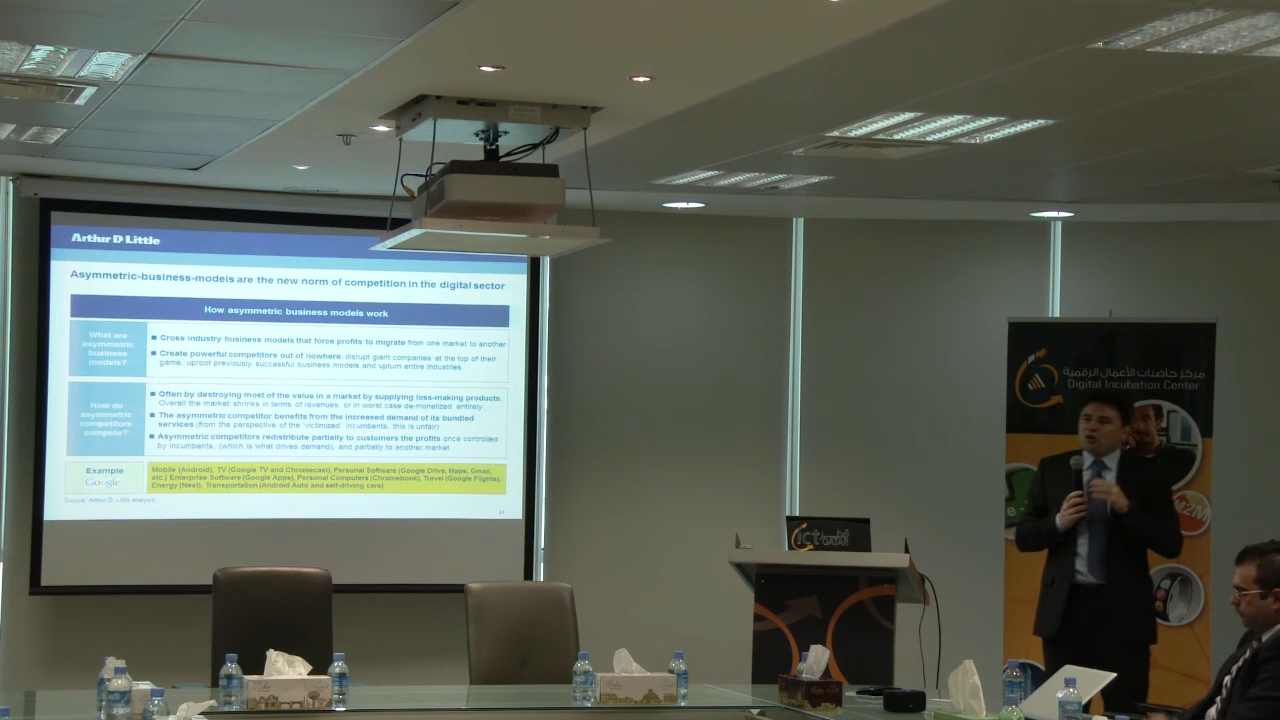 Arthur D Little
Asymmetric-business-models are the new norm of competition in the digital sector
How asymmetric business models work
What are
asymmetric
business
models?
■ Cross industry business models that force profits to migrate from one market to another
■ Create powerful competitors out of nowhere, disrupt giant companies at the top of their
game, uproot previously successful business models and upturn entire industries
How do
asymmetric
competitors
compete?
■ Often by destroying most of the value in a market by supplying loss-making products.
Overall the market shrinks in terms of revenues, or in worst case de-monetized entirely
■ The asymmetric competitor benefits from the increased demand of its bundled
services (from the perspective of the 'victimized' incumbents, this is unfair)
■ Asymmetric competitors redistribute partially to customers the profits once controlled
by incumbents, (which is what drives demand), and partially to another market
Example
Google
Mobile (Android), TV (Google TV and Chromecast), Personal Software (Google Drive, Maps, Gmail,
etc.) Enterprise Software (Google Apps), Personal Computers (Chromebook), Travel (Google Flights),
Energy (Nest), Transportation (Android Auto and self-driving cars)
Source: Arthur D. Little analysis
مركز حاضنات الأعمال الرقمية
Digital Incubation Center
M2M
ict
QATAR